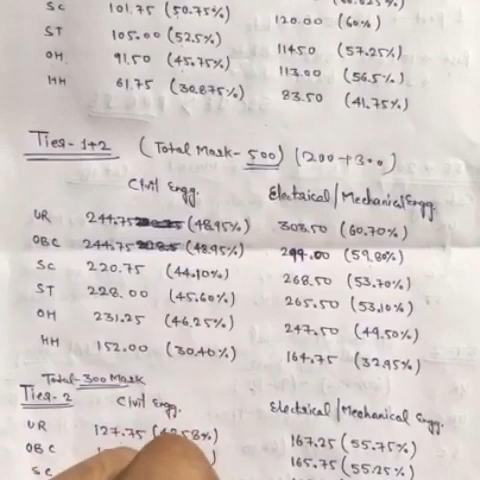 SC 101.75 (50.75%) 120.00 (60%)
ST 105.00 (52.5%) 114.50 (57.25%)
OH 91.50 (45.75%) 113.00 (56.5%)
HH 61.75 (30.875%) 83.50 (41.75%)
Tier-1+2 (Total Mark-500) (200+300)
Civil Engg. Electrical/Mechanical Engg.
UR 244.75 (48.95%) 303.50 (60.70%)
OBC 244.75 (48.95%) 299.00 (59.80%)
SC 220.75 (44.10%) 268.50 (53.70%)
ST 228.00 (45.60%) 265.50 (53.10%)
OH 231.25 (46.25%) 247.50 (49.50%)
HH 152.00 (30.40%) 164.75 (32.95%)
Total-300 Mark
Tier-2 Civil Engg. Electrical/Mechanical Engg.
UR 127.75 (42.58%) 167.25 (55.75%)
OBC 165.75 (55.25%)
SC